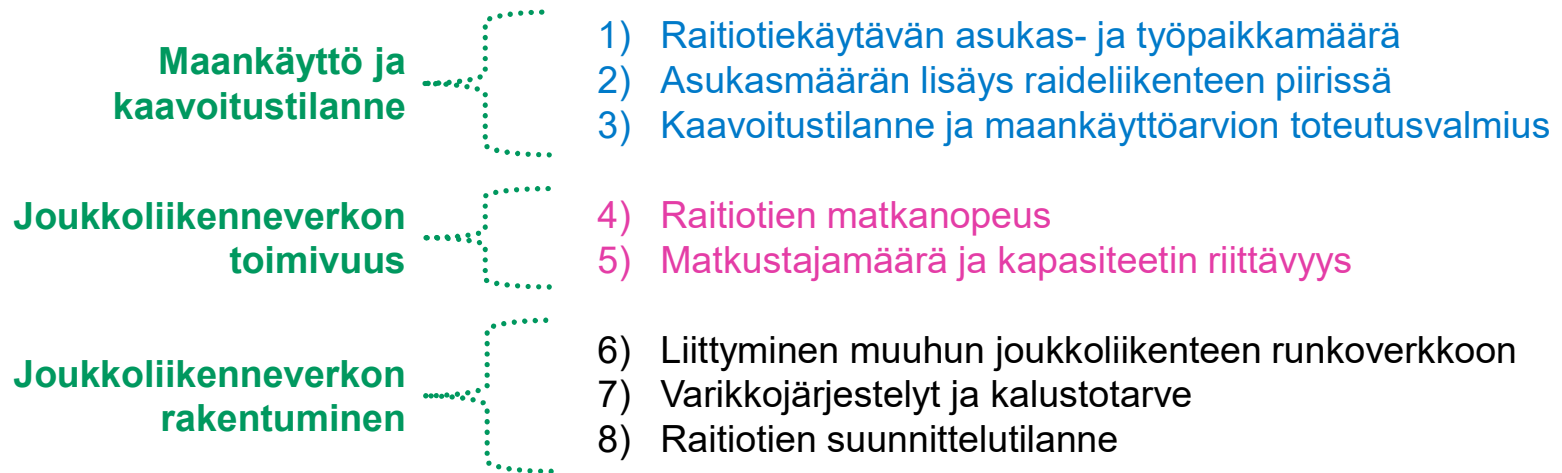 Maankäyttö ja
kaavoitustilanne
1) Raitiotiekäytävän asukas- ja työpaikkamäärä
2) Asukasmäärän lisäys raideliikenteen piirissä
3) Kaavoitustilanne ja maankäyttöarvion toteutusvalmius
Joukkoliikenneverkon
toimivuus
4) Raitiotien matkanopeus
5) Matkustajamäärä ja kapasiteetin riittävyys
Joukkoliikenneverkon
rakentuminen
6) Liittyminen muuhun joukkoliikenteen runkoverkkoon
7) Varikkojärjestelyt ja kalustotarve
8) Raitiotien suunnittelutilanne